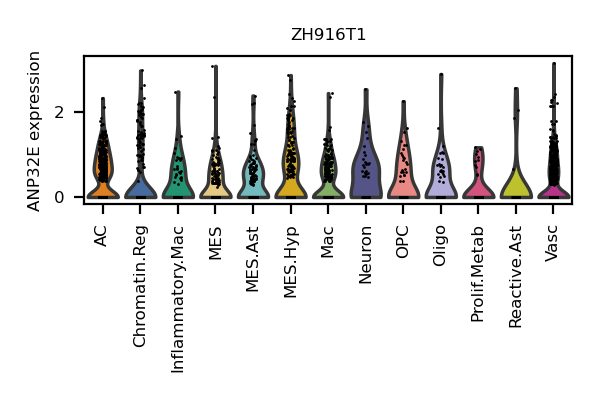 ZH916T1
ANP32E expression
2
0
AC
Chromatin.Reg
Inflammatory.Mac
MES
MES.Ast
MES.Hyp
Mac
Neuron
OPC
Oligo
Prolif.Metab
Reactive.Ast
Vasc